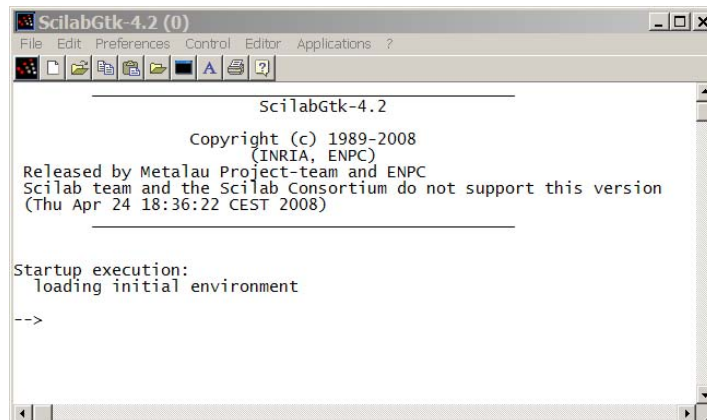 ScilabGtk-4.2 (0)
File Edit Preferences Control Editor Applications ?
A ?
ScilabGtk-4.2
Copyright (c) 1989-2008
(INRIA, ENPC)
Released by Metalau Project-team and ENPC
Scilab team and the Scilab Consortium do not support this version
(Thu Apr 24 18:36:22 CEST 2008)
Startup execution:
loading initial environment
-->